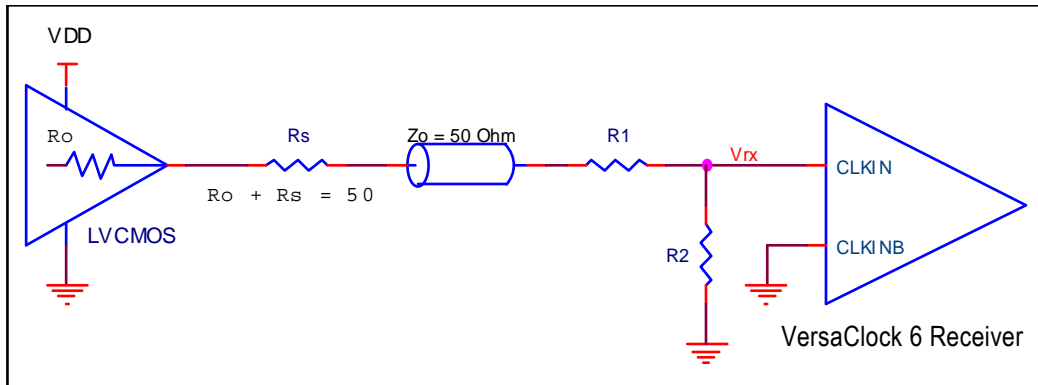 VDD
Ro
Rs
Zo = 50 Ohm
R1
Vrx
CLKIN
Ro + Rs = 50
LVCMOS
R2
CLKINB
VersaClock 6 Receiver